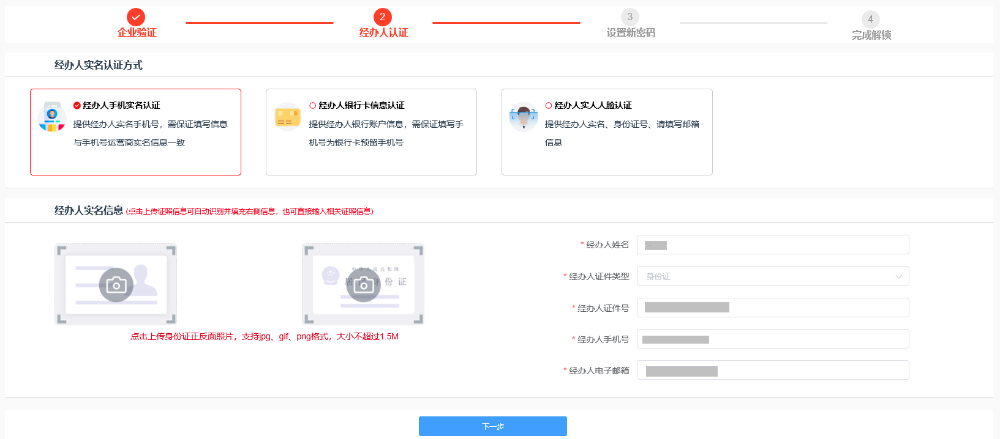 企业验证
2
经办人认证
3
设置新密码
4
完成解锁
经办人实名认证方式
经办人手机实名认证
提供经办人实名手机号，需保证填写信息
与手机号运营商实名信息一致
经办人银行卡信息认证
提供经办人银行账户信息，需保证填写手
机号为银行卡预留手机号
经办人实人人脸认证
提供经办人实名、身份证号、请填写邮箱
信息
经办人实名信息 (点击上传证照信息可自动识别并填充右侧信息，也可直接输入相关证照信息)
中华人民共和国
居民身份证
点击上传身份证正反面照片，支持jpg、gif、png格式，大小不超过1.5M
* 经办人姓名
* 经办人证件类型
身份证
* 经办人证件号
* 经办人手机号
* 经办人电子邮箱
下一步